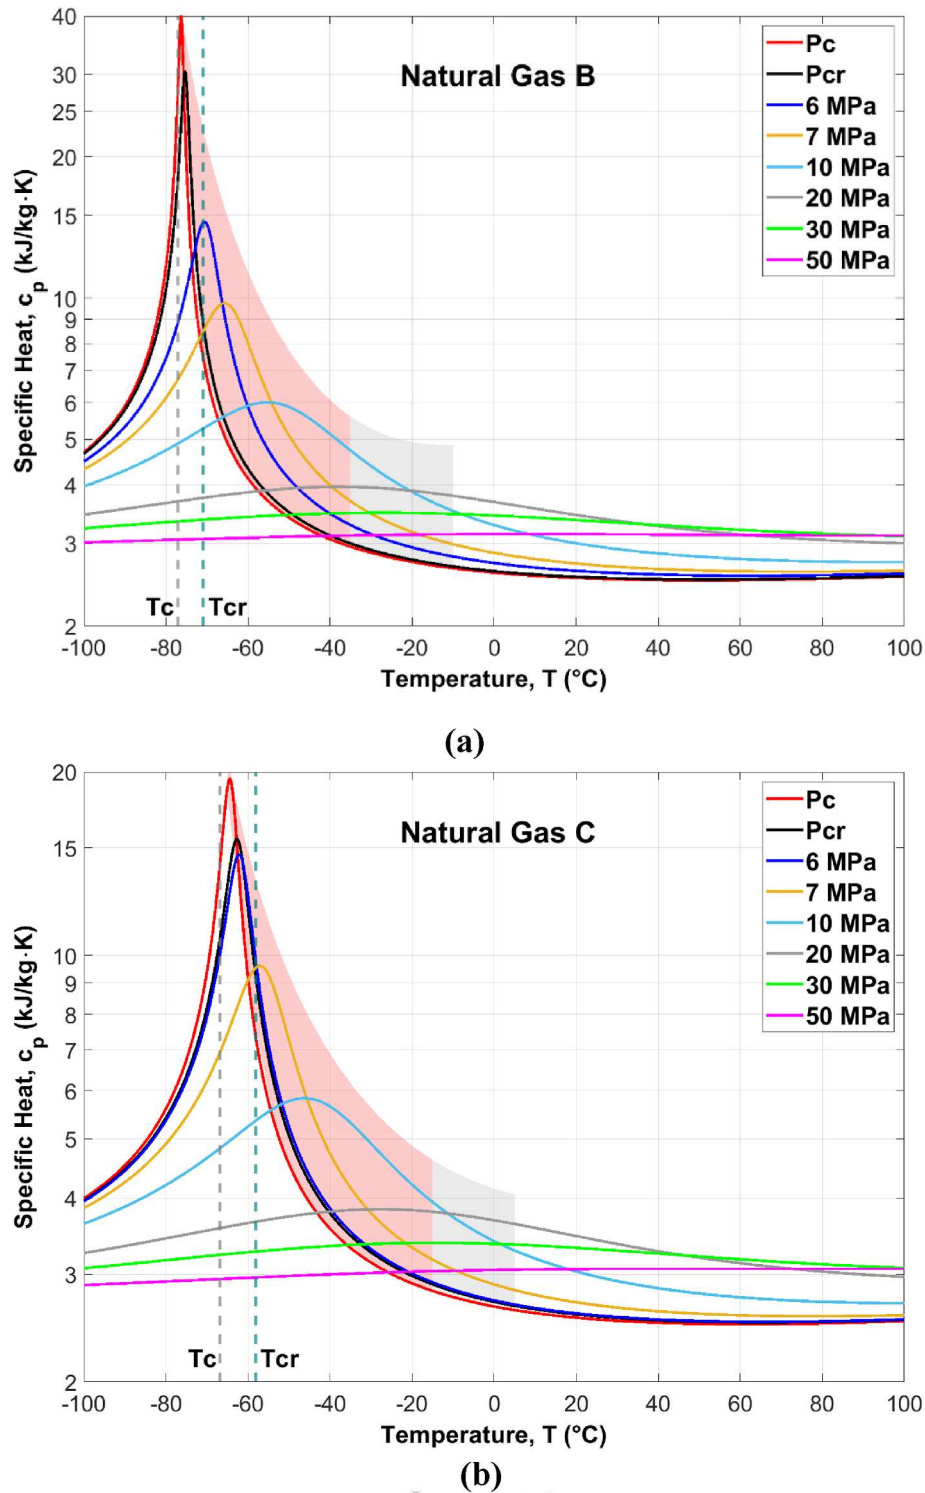 Natural Gas B
Pc
Pcr
6 MPa
7 MPa
10 MPa
20 MPa
30 MPa
50 MPa
40
30
25
20
15
10
9
8
7
6
5
4
3
2
Specific Heat, cp (kJ/kg·K)
Tc Tcr
-100 -80 -60 -40 -20 0 20 40 60 80 100
Temperature, T (°C)
(a)
Natural Gas C
Pc
Pcr
6 MPa
7 MPa
10 MPa
20 MPa
30 MPa
50 MPa
20
15
10
9
8
7
6
5
4
3
2
Specific Heat, cp (kJ/kg·K)
Tc Tcr
-100 -80 -60 -40 -20 0 20 40 60 80 100
Temperature, T (°C)
(b)